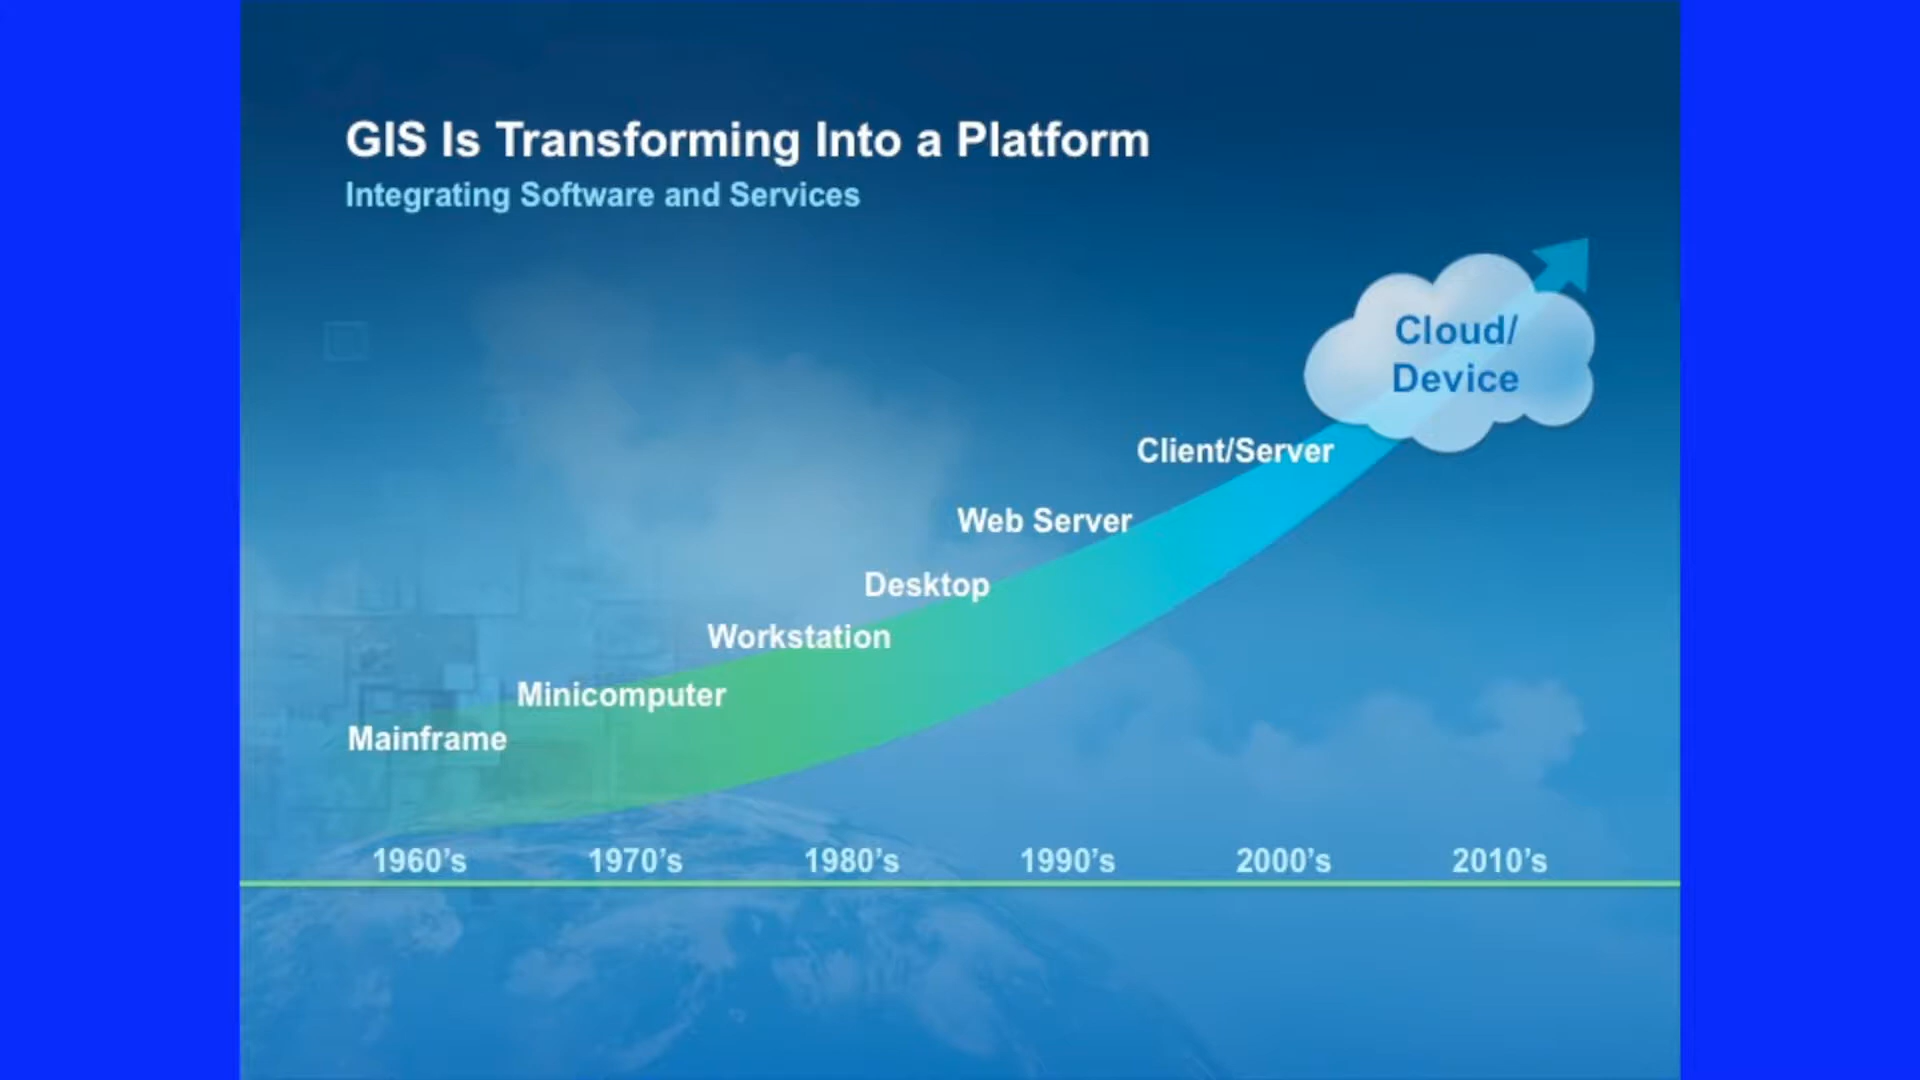 GIS Is Transforming Into a Platform
Integrating Software and Services
Cloud/
Device
Client/Server
Web Server
Desktop
Workstation
Minicomputer
Mainframe
1960’s 1970’s 1980’s 1990’s 2000’s 2010’s